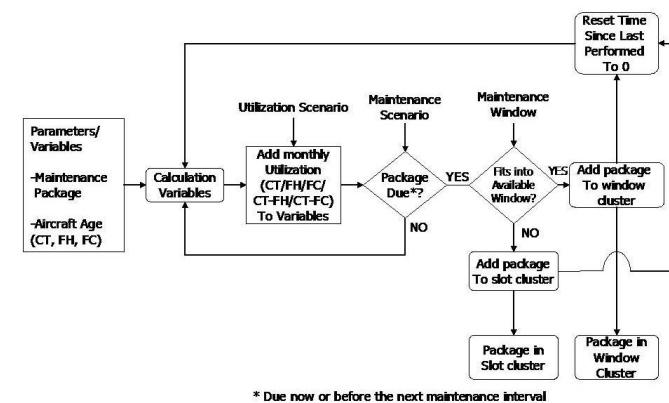 Reset Time
Since Last
Performed
To 0
Utilization Scenario
Maintenance
Scenario
Maintenance
Window
Parameters/
Variables
-Maintenance
Package
-Aircraft Age
(CT, FH, FC)
Calculation
Variables
Add monthly
Utilization
(CT/FH/FC/
CT-FH/CT-FC)
To Variables
Package
Due*?
YES
NO
Fits into
Available
Window?
YES
NO
Add package
To window
cluster
Add package
To slot cluster
Package in
Slot cluster
Package in
Window
Cluster
* Due now or before the next maintenance interval